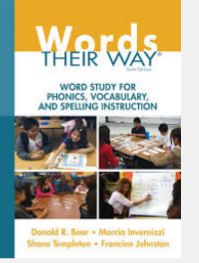 Words
THEIR WAY®
Sixth Edition
WORD STUDY FOR
PHONICS, VOCABULARY,
AND SPELLING INSTRUCTION
Donald R. Bear • Marcia Invernizzi
Shane Templeton • Francine Johnston